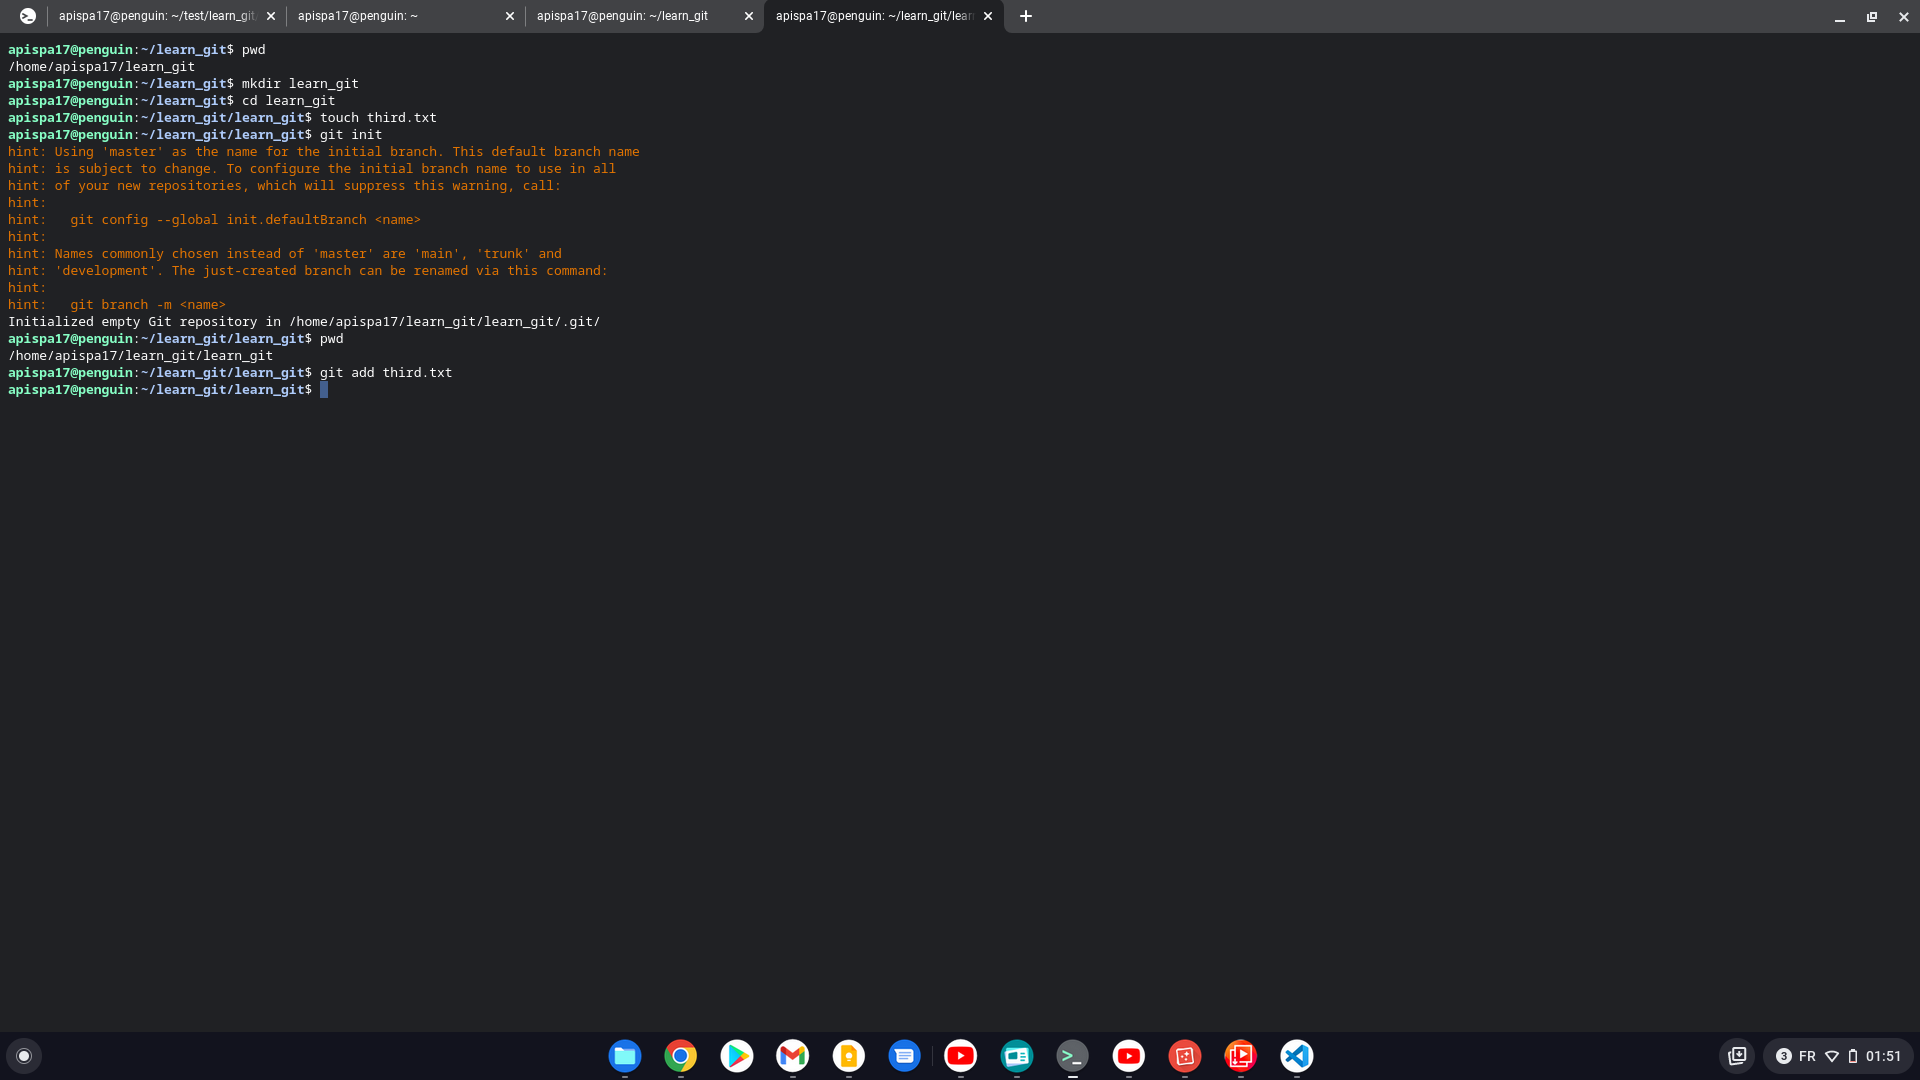 apispa17@penguin: ~/test/learn_git
apispa17@penguin: ~
apispa17@penguin: ~/learn_git
apispa17@penguin: ~/learn_git/lear
apispa17@penguin:~/learn_git$ pwd
/home/apispa17/learn_git
apispa17@penguin:~/learn_git$ mkdir learn_git
apispa17@penguin:~/learn_git$ cd learn_git
apispa17@penguin:~/learn_git/learn_git$ touch third.txt
apispa17@penguin:~/learn_git/learn_git$ git init
hint: Using 'master' as the name for the initial branch. This default branch name
hint: is subject to change. To configure the initial branch name to use in all
hint: of your new repositories, which will suppress this warning, call:
hint:
hint:   git config --global init.defaultBranch <name>
hint:
hint: Names commonly chosen instead of 'master' are 'main', 'trunk' and
hint: 'development'. The just-created branch can be renamed via this command:
hint:
hint:   git branch -m <name>
Initialized empty Git repository in /home/apispa17/learn_git/learn_git/.git/
apispa17@penguin:~/learn_git/learn_git$ pwd
/home/apispa17/learn_git/learn_git
apispa17@penguin:~/learn_git/learn_git$ git add third.txt
apispa17@penguin:~/learn_git/learn_git$
3 FR 01:51